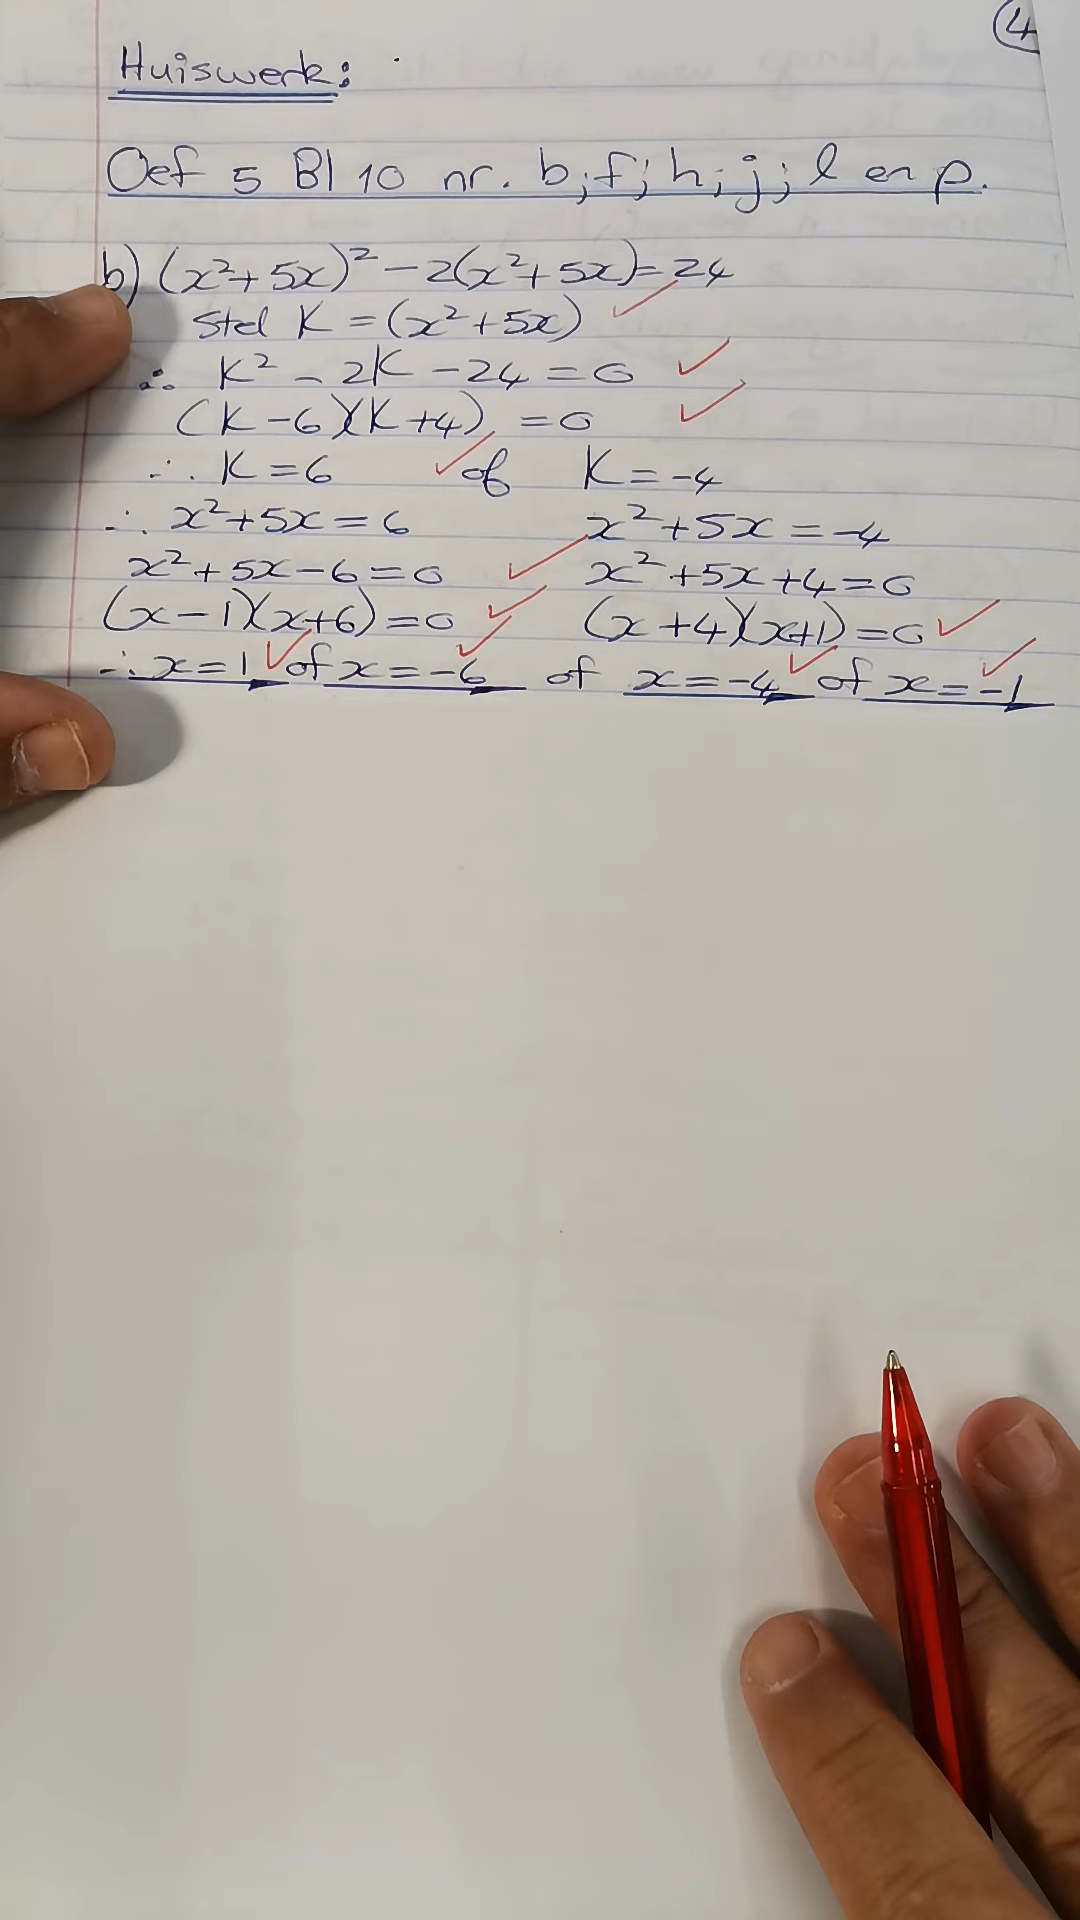 4
Huiswerk:
Oef 5 Bl 10 nr. b; f; h; j; l en p.
b) (x²+5x)² − 2(x²+5x) = 24
Stel K = (x²+5x)
∴ K² − 2K − 24 = 0
(K−6)(K+4) = 0
∴ K = 6 of K = −4
∴ x²+5x = 6 x²+5x = −4
x²+5x−6 = 0 x²+5x+4 = 0
(x−1)(x+6) = 0 (x+4)(x+1) = 0
∴ x = 1 of x = −6 of x = −4 of x = −1